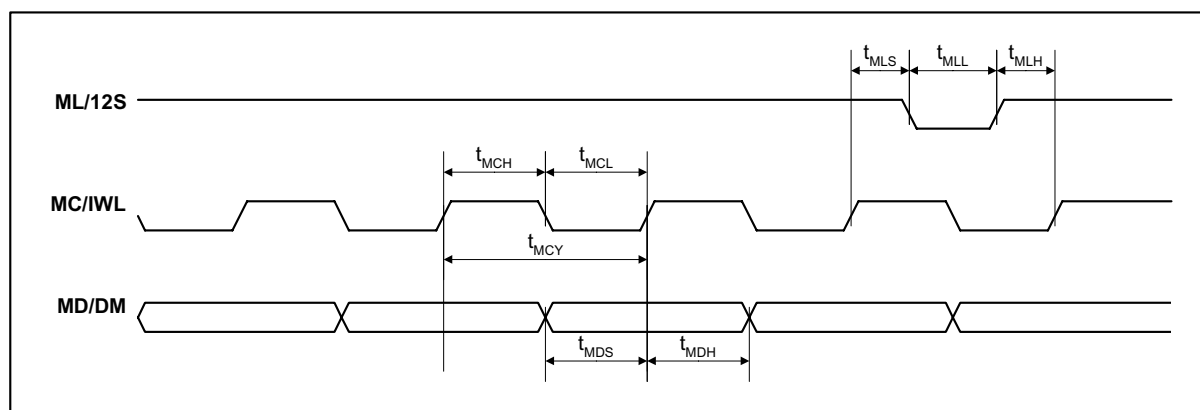 tMLS tMLL tMLH
ML/12S
tMCH tMCL
MC/IWL
tMCY
MD/DM
tMDS tMDH